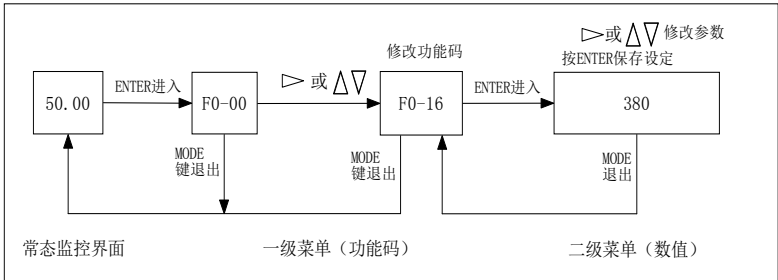 ▷或△▽修改参数
修改功能码
按ENTER保存设定
50.00
ENTER进入
F0-00
▷或△▽
F0-16
ENTER进入
380
MODE
键退出
MODE
键退出
MODE
退出
常态监控界面
一级菜单（功能码）
二级菜单（数值）